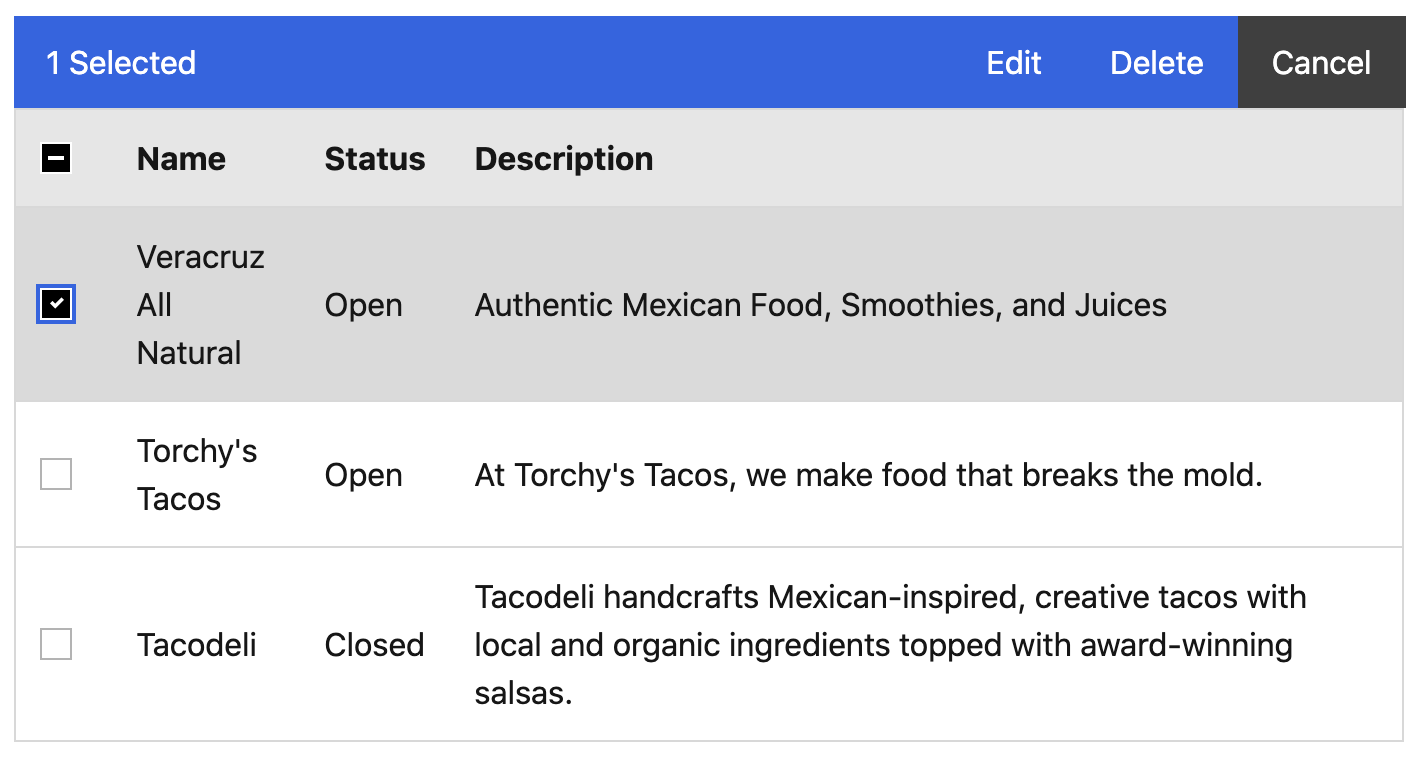 1 Selected Edit Delete Cancel
Name Status Description
Veracruz
All
Natural
Open
Authentic Mexican Food, Smoothies, and Juices
Torchy's
Tacos
Open
At Torchy's Tacos, we make food that breaks the mold.
Tacodeli
Closed
Tacodeli handcrafts Mexican-inspired, creative tacos with
local and organic ingredients topped with award-winning
salsas.